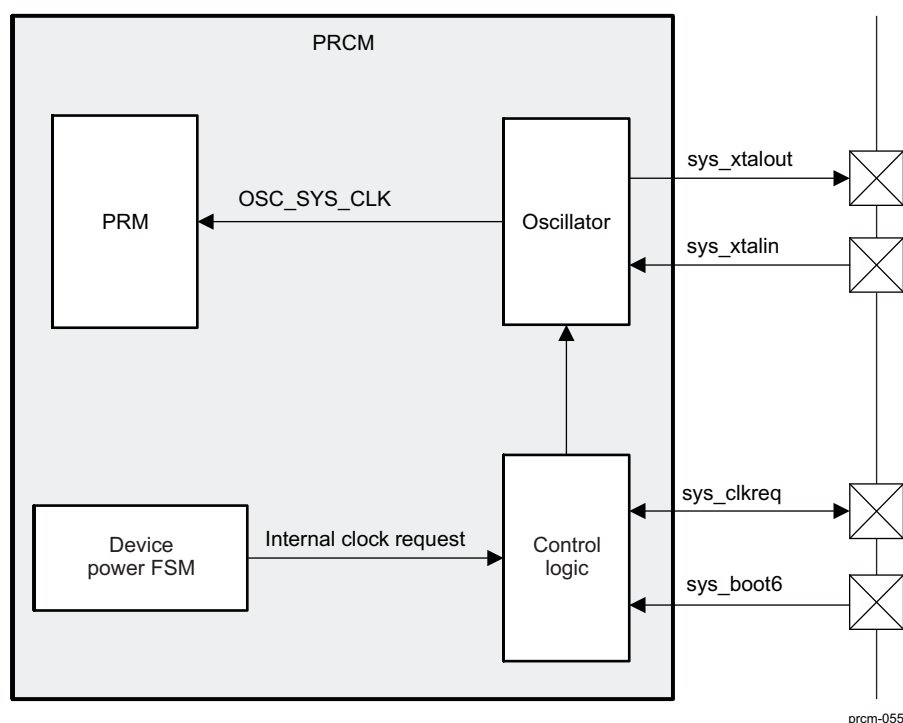 PRCM
sys_xtalout
OSC_SYS_CLK
PRM
Oscillator
sys_xtalin
sys_clkreq
Internal clock request
Device
power FSM
Control
logic
sys_boot6
prcm-055